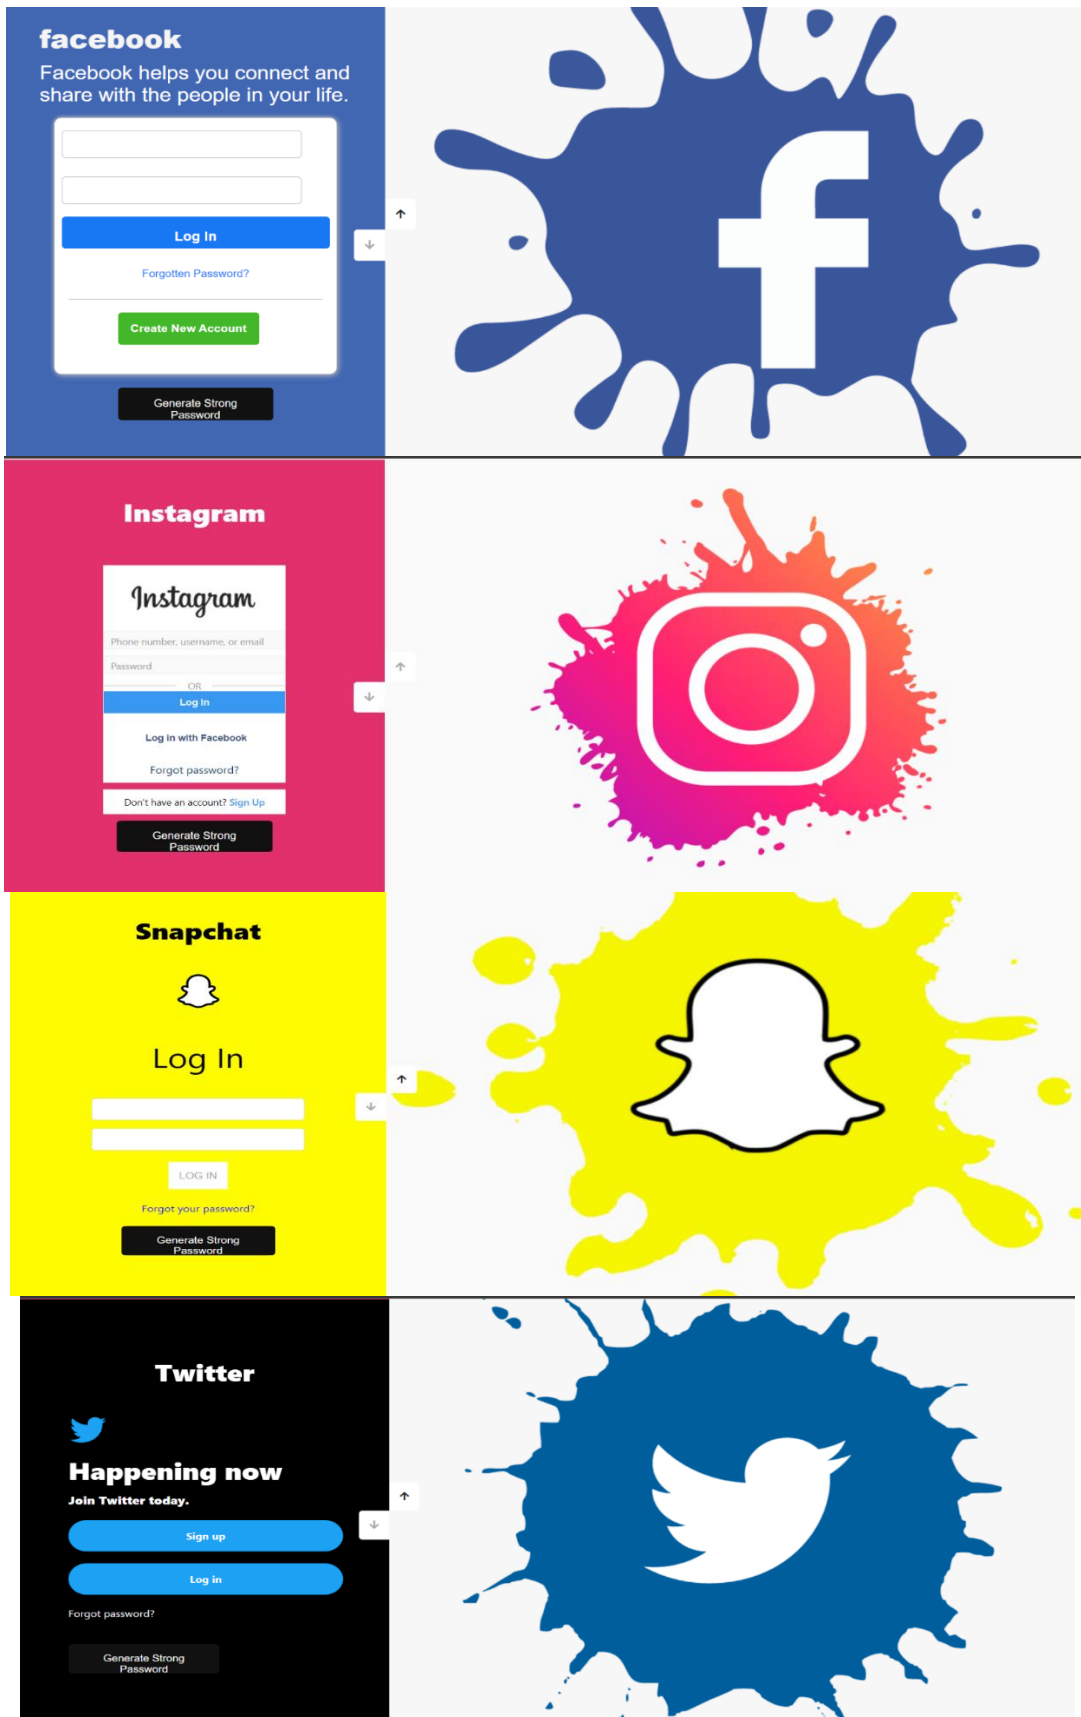 facebook
Facebook helps you connect and
share with the people in your life.
Log In
Forgotten Password?
Create New Account
Generate Strong
Password
Instagram
Instagram
Phone number, username, or email
Password
OR
Log In
Log in with Facebook
Forgot password?
Don't have an account? Sign Up
Generate Strong
Password
Snapchat
Log In
LOG IN
Forgot your password?
Generate Strong
Password
Twitter
Happening now
Join Twitter today.
Sign up
Log in
Forgot password?
Generate Strong
Password